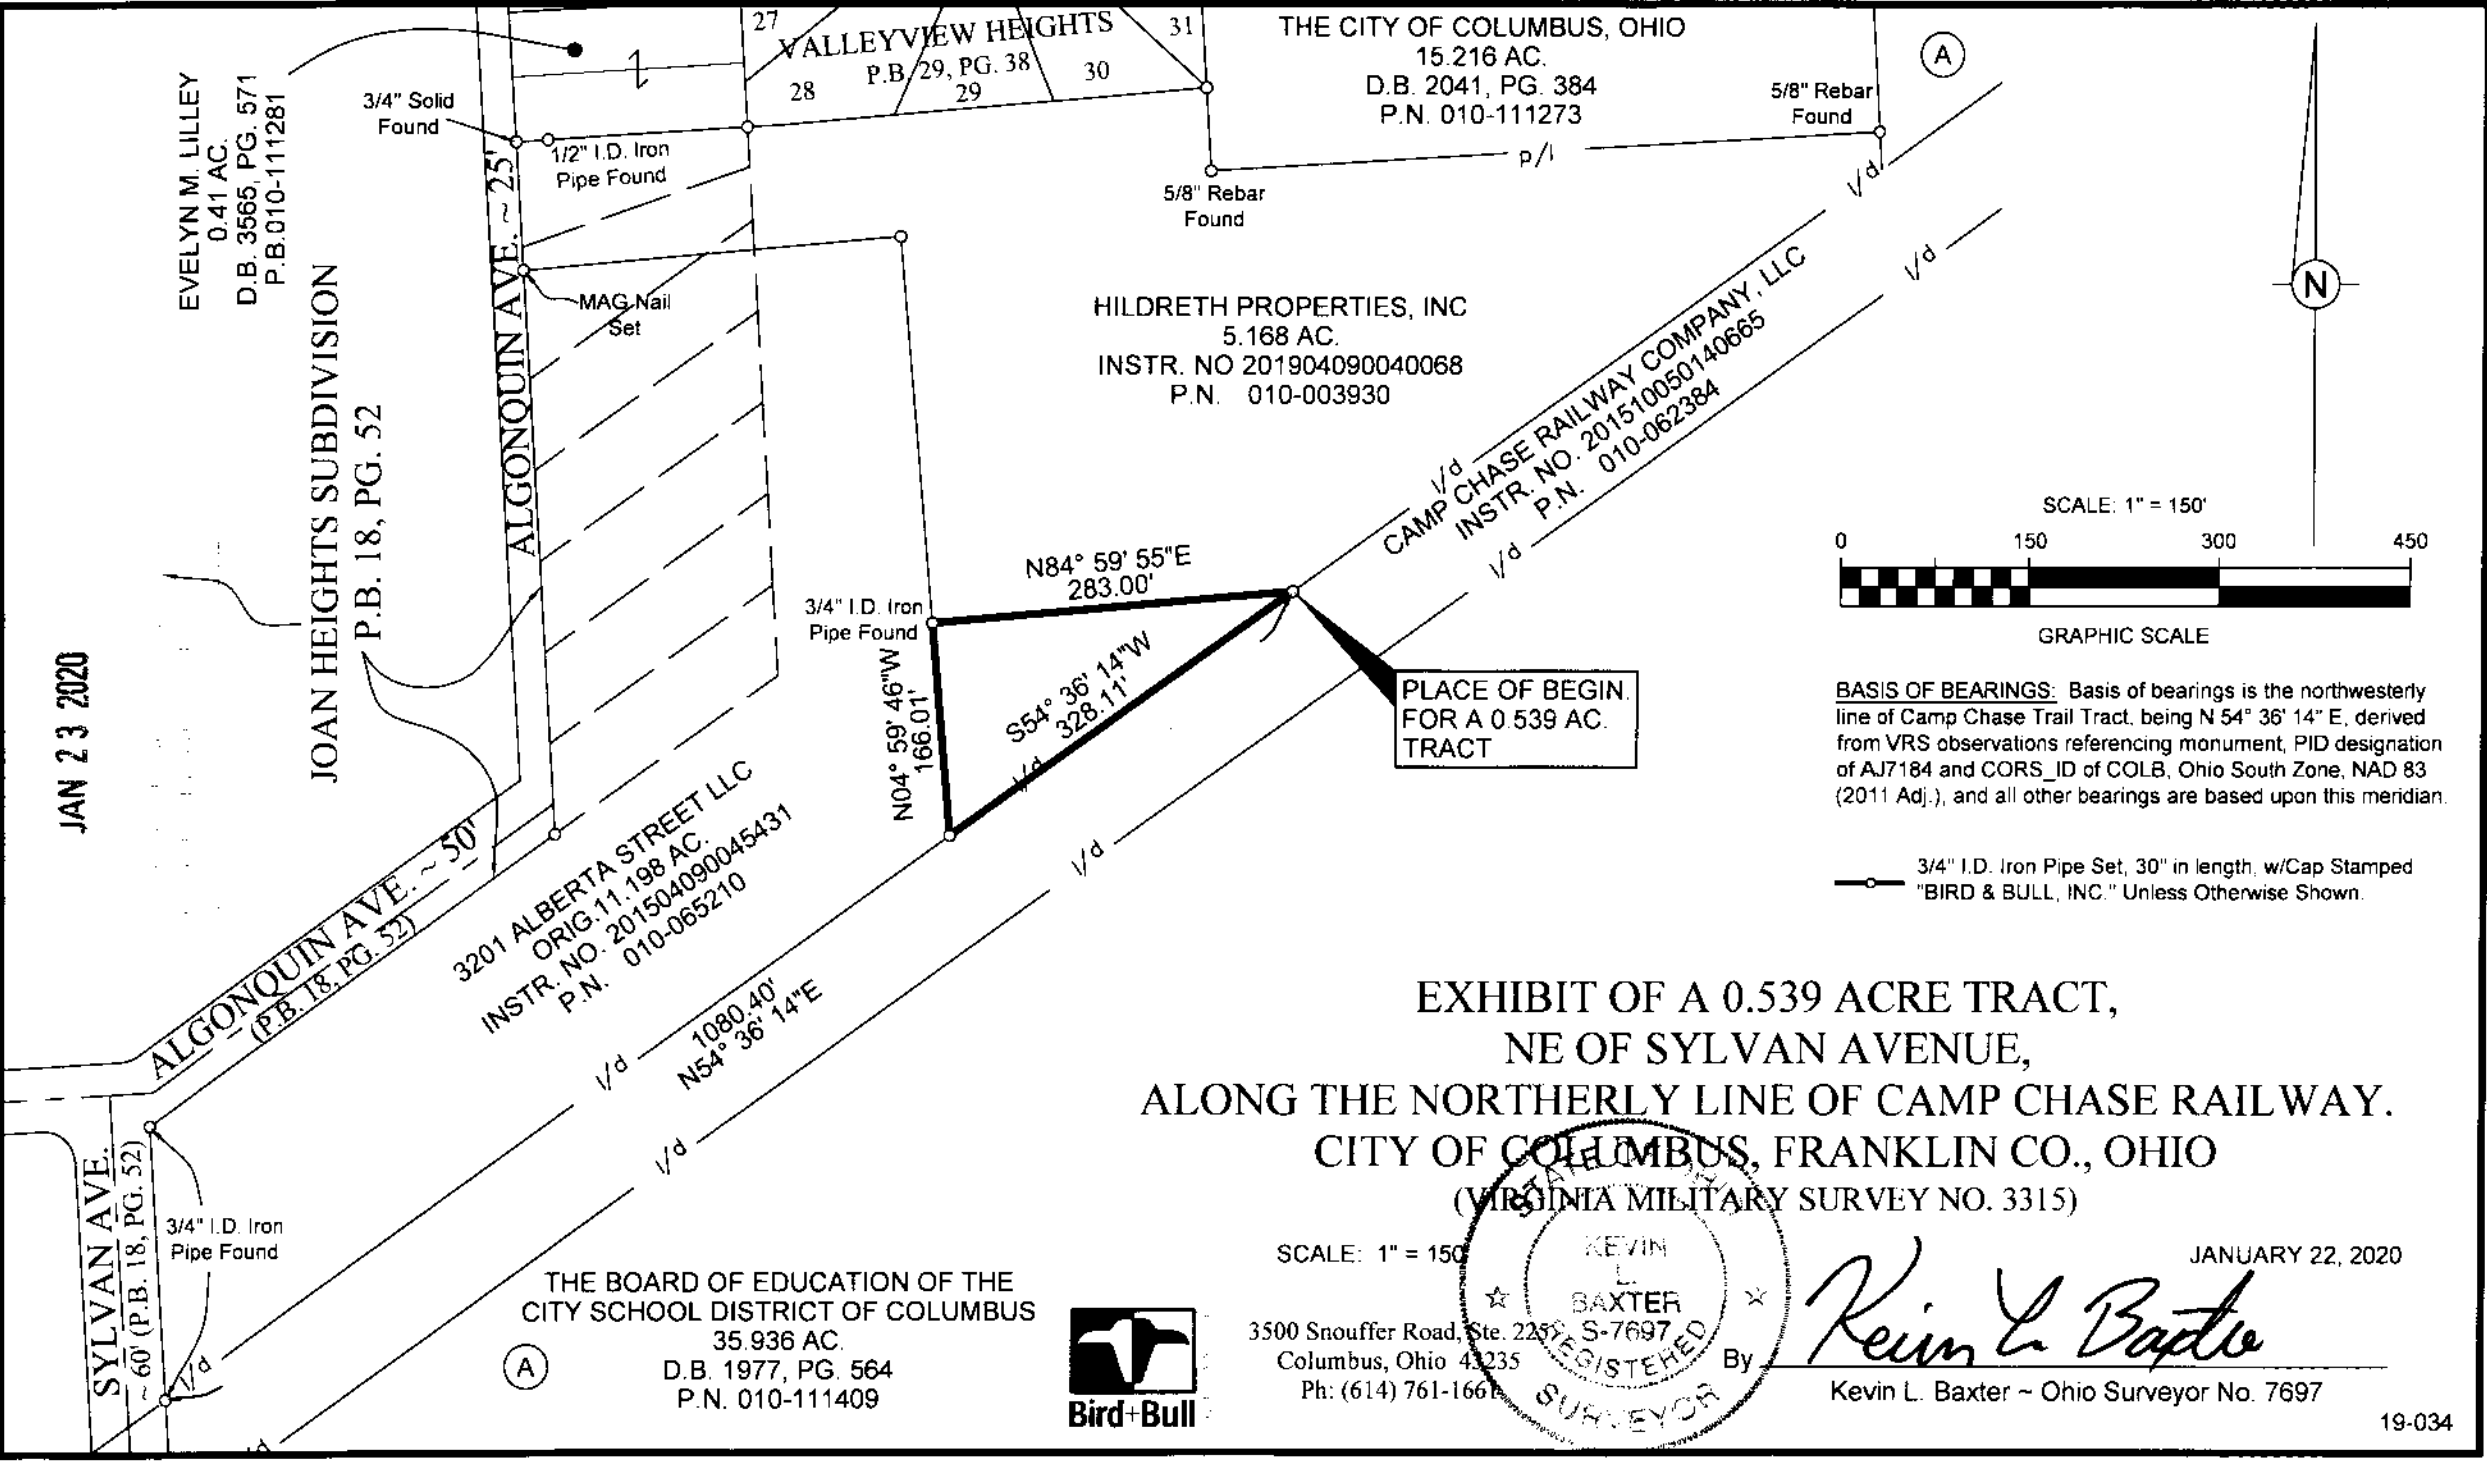 27
VALLEYVIEW HEIGHTS
P.B. 29, PG. 38
28
29
30
31
THE CITY OF COLUMBUS, OHIO
15.216 AC.
D.B. 2041, PG. 384
P.N. 010-111273
A
5/8" Rebar
Found
p/l
5/8" Rebar
Found
EVELYN M. LILLEY
0.41 AC.
D.B. 3565, PG. 571
P.B.010-111281
3/4" Solid
Found
1/2" I.D. Iron
Pipe Found
ALGONQUIN AVE. ~ 25'
MAG Nail
Set
JOAN HEIGHTS SUBDIVISION
P.B. 18, PG. 52
HILDRETH PROPERTIES, INC
5.168 AC.
INSTR. NO 201904090040068
P.N. 010-003930
p/l
p/l
p/l
p/l
CAMP CHASE RAILWAY COMPANY, LLC
INSTR. NO. 201510050140665
P.N. 010-062384
N
SCALE: 1" = 150'
0 150 300 450
GRAPHIC SCALE
N84° 59' 55"E
283.00'
3/4" I.D. Iron
Pipe Found
N04° 59' 46"W
166.01'
S54° 36' 14"W
328.11'
p/l
PLACE OF BEGIN.
FOR A 0.539 AC.
TRACT
BASIS OF BEARINGS: Basis of bearings is the northwesterly
line of Camp Chase Trail Tract, being N 54° 36' 14" E, derived
from VRS observations referencing monument, PID designation
of AJ7184 and CORS_ID of COLB, Ohio South Zone, NAD 83
(2011 Adj.), and all other bearings are based upon this meridian.
3/4" I.D. Iron Pipe Set, 30" in length, w/Cap Stamped
"BIRD & BULL, INC." Unless Otherwise Shown.
JAN 23 2020
ALGONQUIN AVE.
ALGONQUIN AVE. ~ 50'
(P.B. 18, PG. 52)
3201 ALBERTA STREET LLC
ORIG.11.198 AC.
INSTR. NO. 201504090045431
P.N. 010-065210
p/l
p/l
1080.40'
N54° 36' 14"E
p/l
SYLVAN AVE.
~ 60' (P.B. 18, PG. 52)
3/4" I.D. Iron
Pipe Found
p/l
THE BOARD OF EDUCATION OF THE
CITY SCHOOL DISTRICT OF COLUMBUS
35.936 AC.
D.B. 1977, PG. 564
P.N. 010-111409
A
EXHIBIT OF A 0.539 ACRE TRACT,
NE OF SYLVAN AVENUE,
ALONG THE NORTHERLY LINE OF CAMP CHASE RAILWAY.
CITY OF COLUMBUS, FRANKLIN CO., OHIO
(VIRGINIA MILITARY SURVEY NO. 3315)
SCALE: 1" = 150'
JANUARY 22, 2020
Bird+Bull
3500 Snouffer Road, Ste. 225
Columbus, Ohio 43235
Ph: (614) 761-1661
STATE OF OHIO
KEVIN
L.
BAXTER
S-7697
REGISTERED
SURVEYOR
By
Kevin L Baxter
Kevin L. Baxter ~ Ohio Surveyor No. 7697
19-034